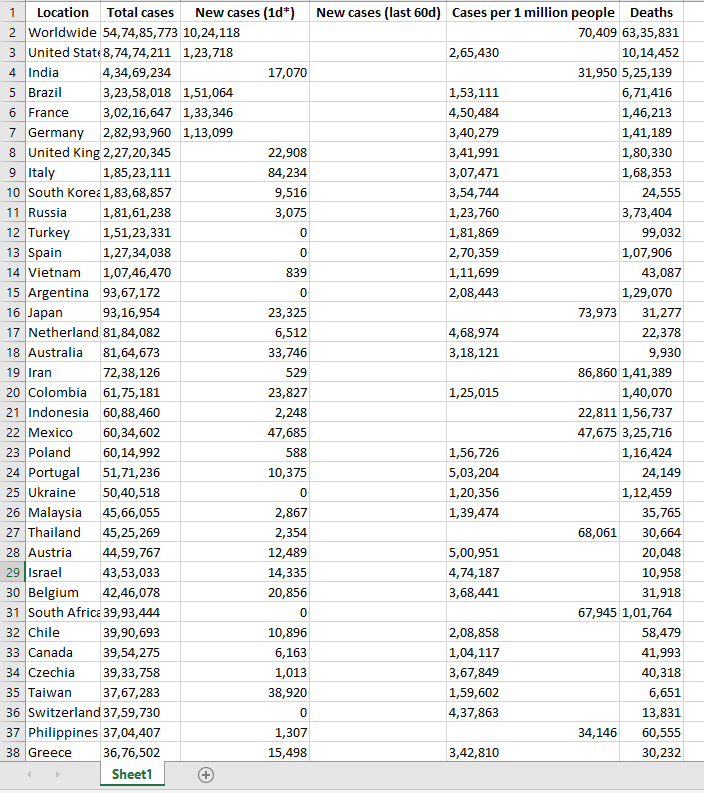 1 Location Total cases New cases (1d*) New cases (last 60d) Cases per 1 million people Deaths
2 Worldwide 54,74,85,773 10,24,118 70,409 63,35,831
3 United State 8,74,74,211 1,23,718 2,65,430 10,14,452
4 India 4,34,69,234 17,070 31,950 5,25,139
5 Brazil 3,23,58,018 1,51,064 1,53,111 6,71,416
6 France 3,02,16,647 1,33,346 4,50,484 1,46,213
7 Germany 2,82,93,960 1,13,099 3,40,279 1,41,189
8 United King 2,27,20,345 22,908 3,41,991 1,80,330
9 Italy 1,85,23,111 84,234 3,07,471 1,68,353
10 South Korea 1,83,68,857 9,516 3,54,744 24,555
11 Russia 1,81,61,238 3,075 1,23,760 3,73,404
12 Turkey 1,51,23,331 0 1,81,869 99,032
13 Spain 1,27,34,038 0 2,70,359 1,07,906
14 Vietnam 1,07,46,470 839 1,11,699 43,087
15 Argentina 93,67,172 0 2,08,443 1,29,070
16 Japan 93,16,954 23,325 73,973 31,277
17 Netherland 81,84,082 6,512 4,68,974 22,378
18 Australia 81,64,673 33,746 3,18,121 9,930
19 Iran 72,38,126 529 86,860 1,41,389
20 Colombia 61,75,181 23,827 1,25,015 1,40,070
21 Indonesia 60,88,460 2,248 22,811 1,56,737
22 Mexico 60,34,602 47,685 47,675 3,25,716
23 Poland 60,14,992 588 1,56,726 1,16,424
24 Portugal 51,71,236 10,375 5,03,204 24,149
25 Ukraine 50,40,518 0 1,20,356 1,12,459
26 Malaysia 45,66,055 2,867 1,39,474 35,765
27 Thailand 45,25,269 2,354 68,061 30,664
28 Austria 44,59,767 12,489 5,00,951 20,048
29 Israel 43,53,033 14,335 4,74,187 10,958
30 Belgium 42,46,078 20,856 3,68,441 31,918
31 South Africa 39,93,444 0 67,945 1,01,764
32 Chile 39,90,693 10,896 2,08,858 58,479
33 Canada 39,54,275 6,163 1,04,117 41,993
34 Czechia 39,33,758 1,013 3,67,849 40,318
35 Taiwan 37,67,283 38,920 1,59,602 6,651
36 Switzerland 37,59,730 0 4,37,863 13,831
37 Philippines 37,04,407 1,307 34,146 60,555
38 Greece 36,76,502 15,498 3,42,810 30,232
Sheet1